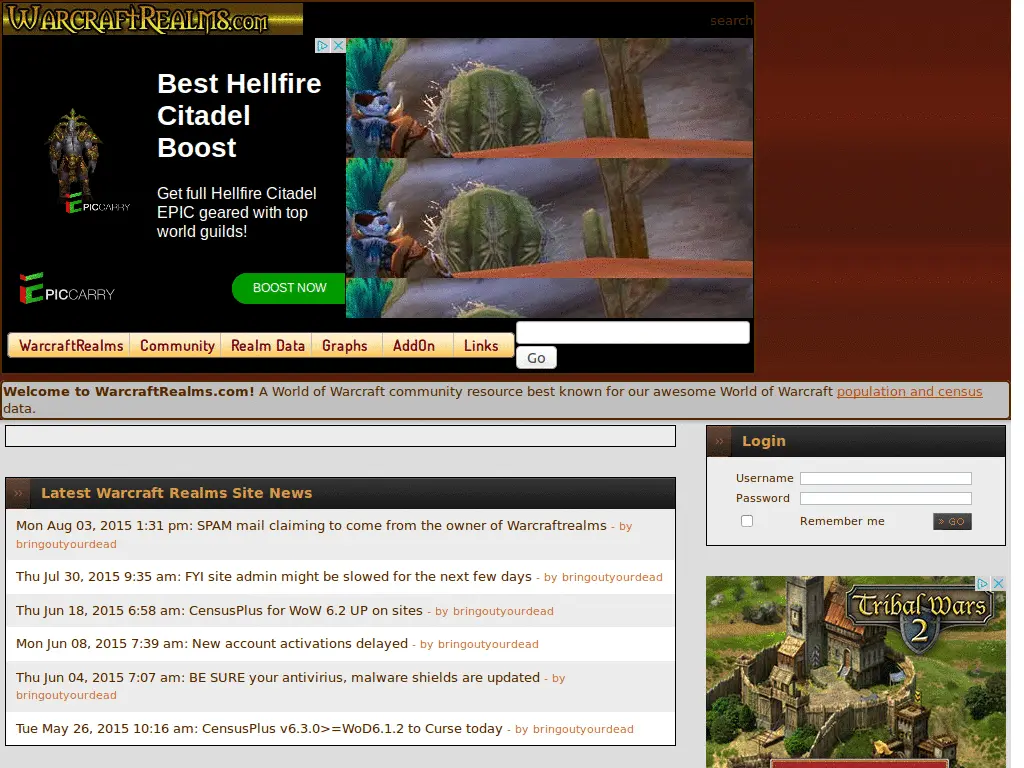 WarcraftRealms.com
search
Best Hellfire
Citadel
Boost
Get full Hellfire Citadel
EPIC geared with top
world guilds!
EPICCARRY
EPICCARRY
BOOST NOW
WarcraftRealms Community Realm Data Graphs AddOn Links
Go
Welcome to WarcraftRealms.com! A World of Warcraft community resource best known for our awesome World of Warcraft population and census
data.
Latest Warcraft Realms Site News
Mon Aug 03, 2015 1:31 pm: SPAM mail claiming to come from the owner of Warcraftrealms - by
bringoutyourdead
Thu Jul 30, 2015 9:35 am: FYI site admin might be slowed for the next few days - by bringoutyourdead
Thu Jun 18, 2015 6:58 am: CensusPlus for WoW 6.2 UP on sites - by bringoutyourdead
Mon Jun 08, 2015 7:39 am: New account activations delayed - by bringoutyourdead
Thu Jun 04, 2015 7:07 am: BE SURE your antivirius, malware shields are updated - by
bringoutyourdead
Tue May 26, 2015 10:16 am: CensusPlus v6.3.0>=WoD6.1.2 to Curse today - by bringoutyourdead
» Login
Username
Password
Remember me
» GO
Tribal Wars
2